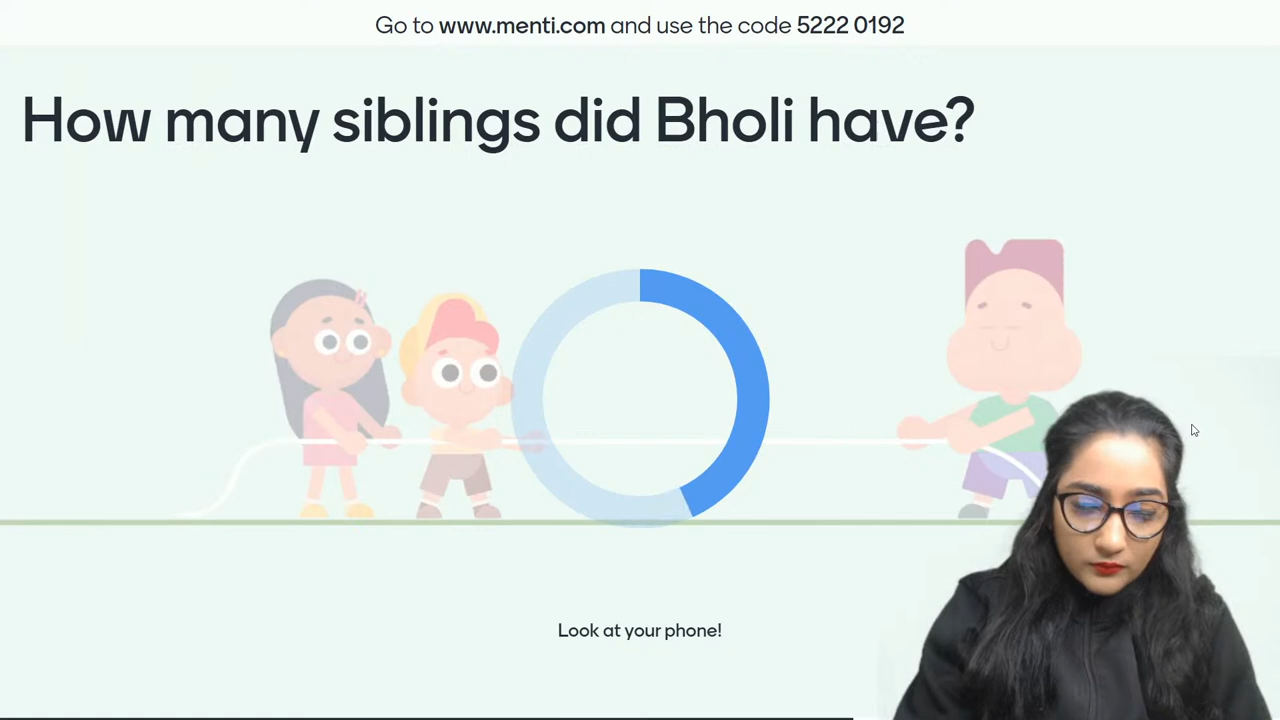 Go to www.menti.com and use the code 5222 0192
How many siblings did Bholi have?
Look at your phone!